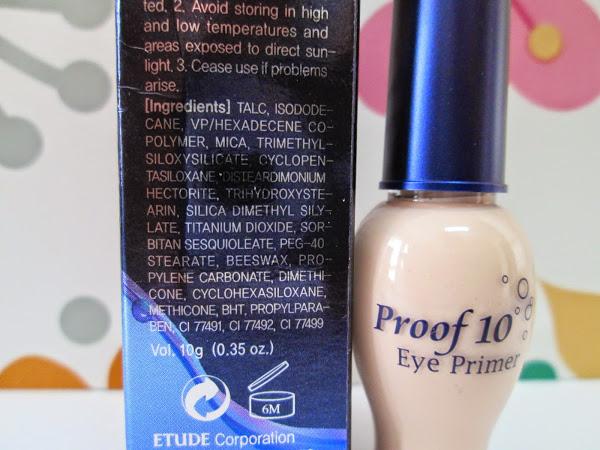 ted. 2. Avoid storing in high
and low temperatures and
areas exposed to direct sun-
light. 3. Cease use if problems
arise.
[Ingredients] TALC, ISODODE-
CANE, VP/HEXADECENE CO-
POLYMER, MICA, TRIMETHYL-
SILOXYSILICATE, CYCLOPEN-
TASILOXANE, DISTEARDIMONIUM
HECTORITE, TRIHYDROXYSTE-
ARIN, SILICA DIMETHYL SILY-
LATE, TITANIUM DIOXIDE, SOR-
BITAN SESQUIOLEATE, PEG-40
STEARATE, BEESWAX, PRO-
PYLENE CARBONATE, DIMETHI-
CONE, CYCLOHEXASILOXANE,
METHICONE, BHT, PROPYLPARA-
BEN, CI 77491, CI 77492, CI 77499
Vol. 10g (0.35 oz.)
6M
ETUDE Corporation
Proof 10
Eye Primer